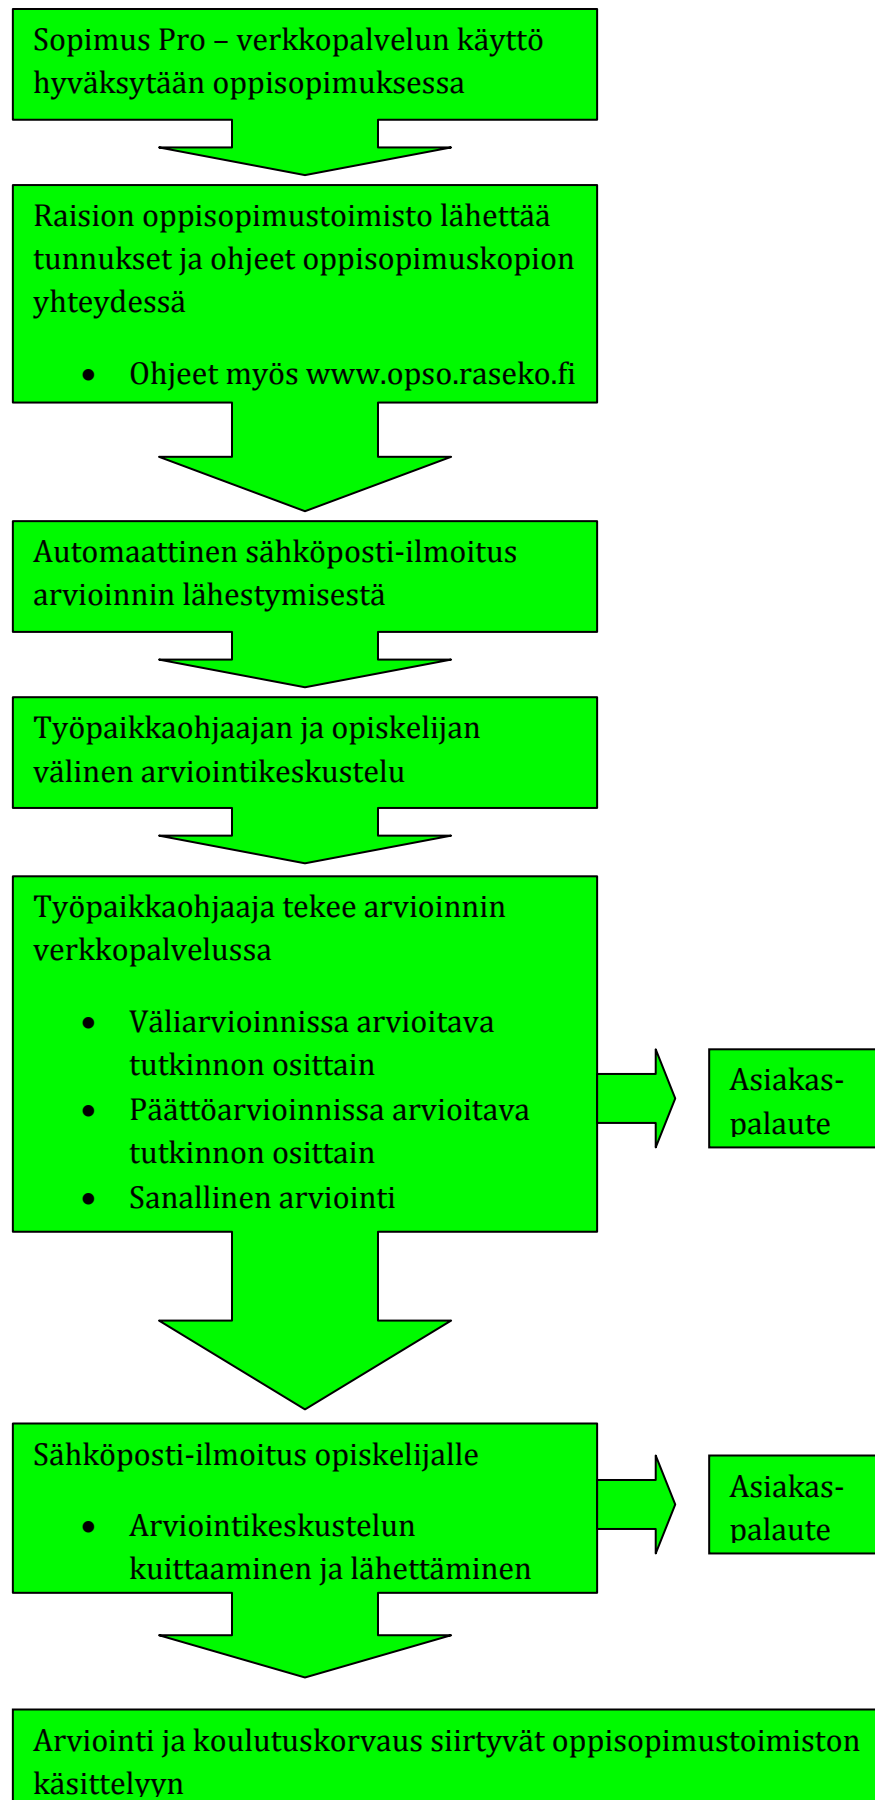 Sopimus Pro – verkkopalvelun käyttö
hyväksytään oppisopimuksessa
Raision oppisopimustoimisto lähettää
tunnukset ja ohjeet oppisopimuskopion
yhteydessä
• Ohjeet myös www.opso.raseko.fi
Automaattinen sähköposti-ilmoitus
arvioinnin lähestymisestä
Työpaikkaohjaajan ja opiskelijan
välinen arviointikeskustelu
Työpaikkaohjaaja tekee arvioinnin
verkkopalvelussa
• Väliarvioinnissa arvioitava
tutkinnon osittain
• Päättöarvioinnissa arvioitava
tutkinnon osittain
• Sanallinen arviointi
Asiakas-
palaute
Sähköposti-ilmoitus opiskelijalle
• Arviointikeskustelun
kuittaaminen ja lähettäminen
Asiakas-
palaute
Arviointi ja koulutuskorvaus siirtyvät oppisopimustoimiston
käsittelyyn